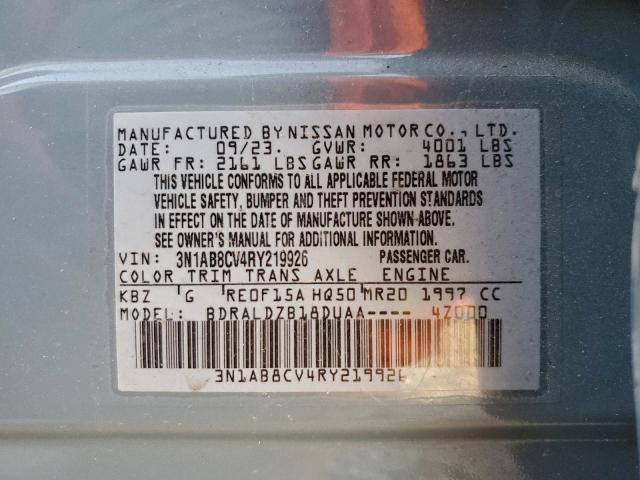 MANUFACTURED BY NISSAN MOTOR CO., LTD.
DATE: 09/23. GVWR: 4001 LBS
GAWR FR: 2161 LBS GAWR RR: 1863 LBS
THIS VEHICLE CONFORMS TO ALL APPLICABLE FEDERAL MOTOR
VEHICLE SAFETY, BUMPER AND THEFT PREVENTION STANDARDS
IN EFFECT ON THE DATE OF MANUFACTURE SHOWN ABOVE.
SEE OWNER'S MANUAL FOR ADDITIONAL INFORMATION.
VIN: 3N1AB8CV4RY219926 PASSENGER CAR.
COLOR TRIM TRANS AXLE ENGINE
KBZ G RE0F15A HQ50 MR20 1997 CC
MODEL: BDRALDZB18DUAA---- 4Z0D0
3N1AB8CV4RY219926